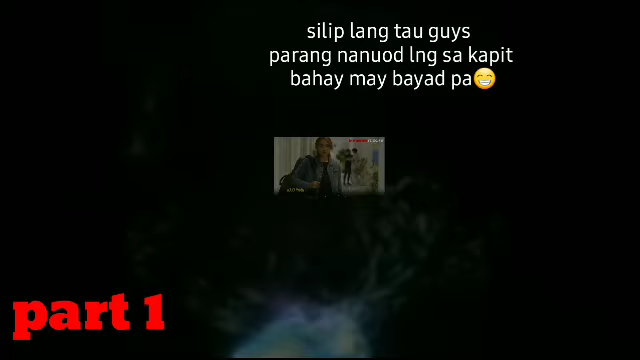 silip lang tau guys
parang nanuod lng sa kapit
bahay may bayad pa😁
part 1